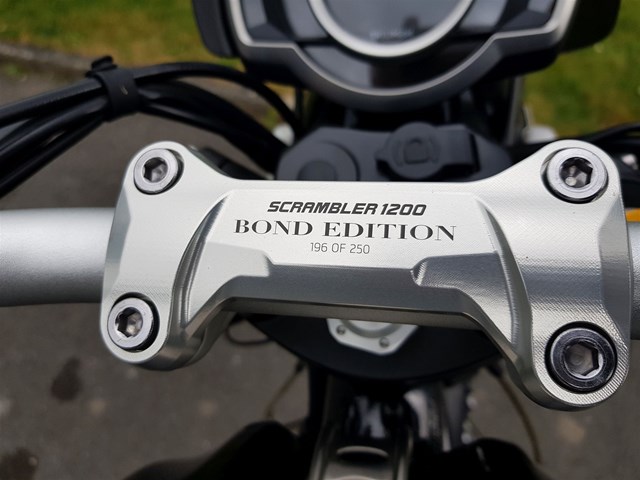 SCRAMBLER 1200
BOND EDITION
196 OF 250